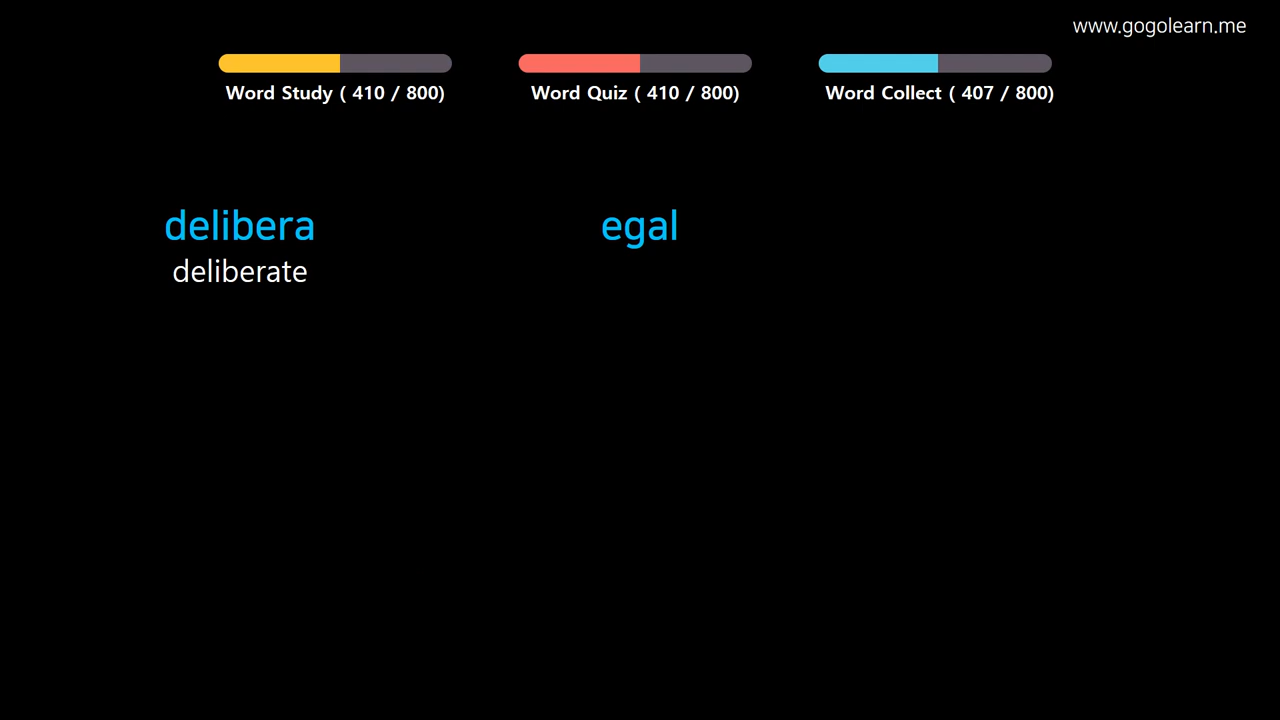 www.gogolearn.me
Word Study ( 410 / 800)
Word Quiz ( 410 / 800)
Word Collect ( 407 / 800)
delibera
deliberate
egal